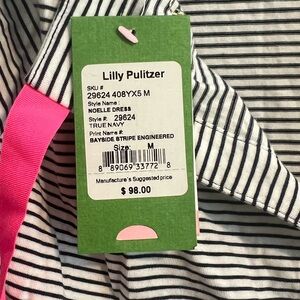 Lilly Pulitzer
SKU #
29624 408YX5 M
Style Name :
NOELLE DRESS
Style #: 29624
TRUE NAVY
Print Name #:
BAYSIDE STRIPE ENGINEERED
Size: M
8 89069 33772 8
Manufacture's Suggested price
$ 98.00